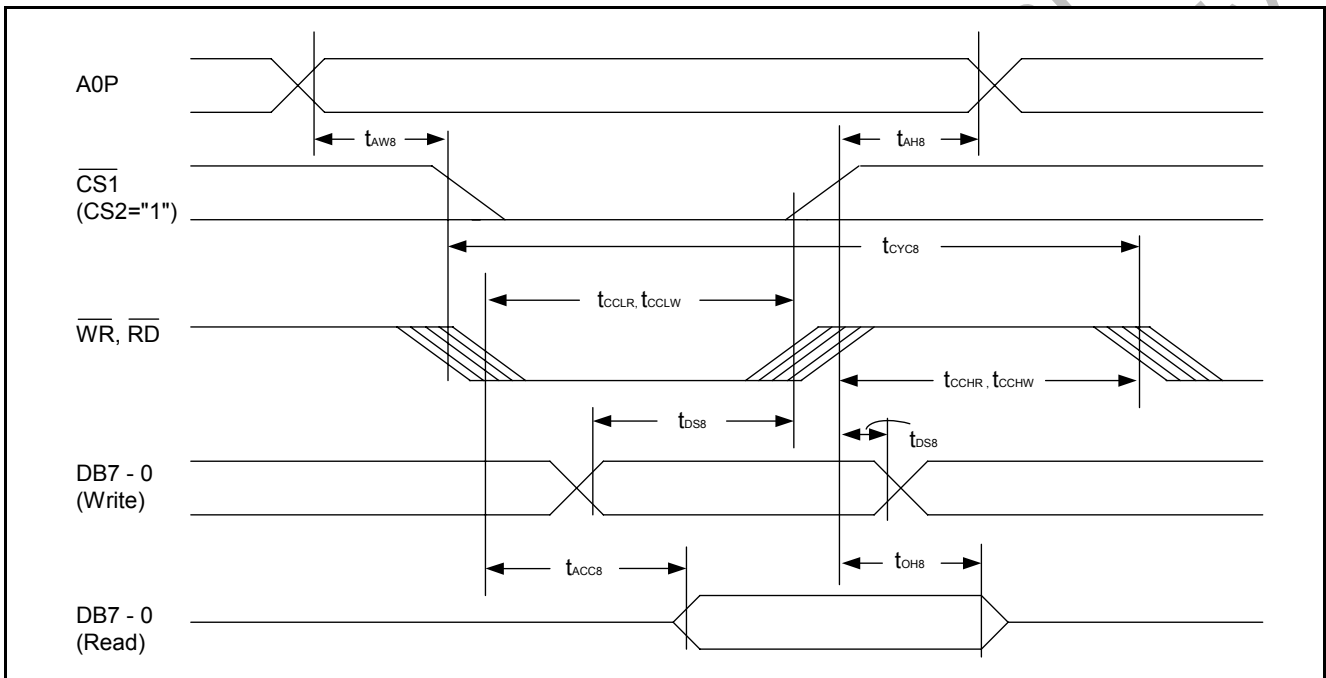 A0P
tAW8
tAH8
CS1
(CS2="1")
tCYC8
tCCLR, tCCLW
WR, RD
tCCHR, tCCHW
tDS8
tDS8
DB7 - 0
(Write)
tACC8
tOH8
DB7 - 0
(Read)